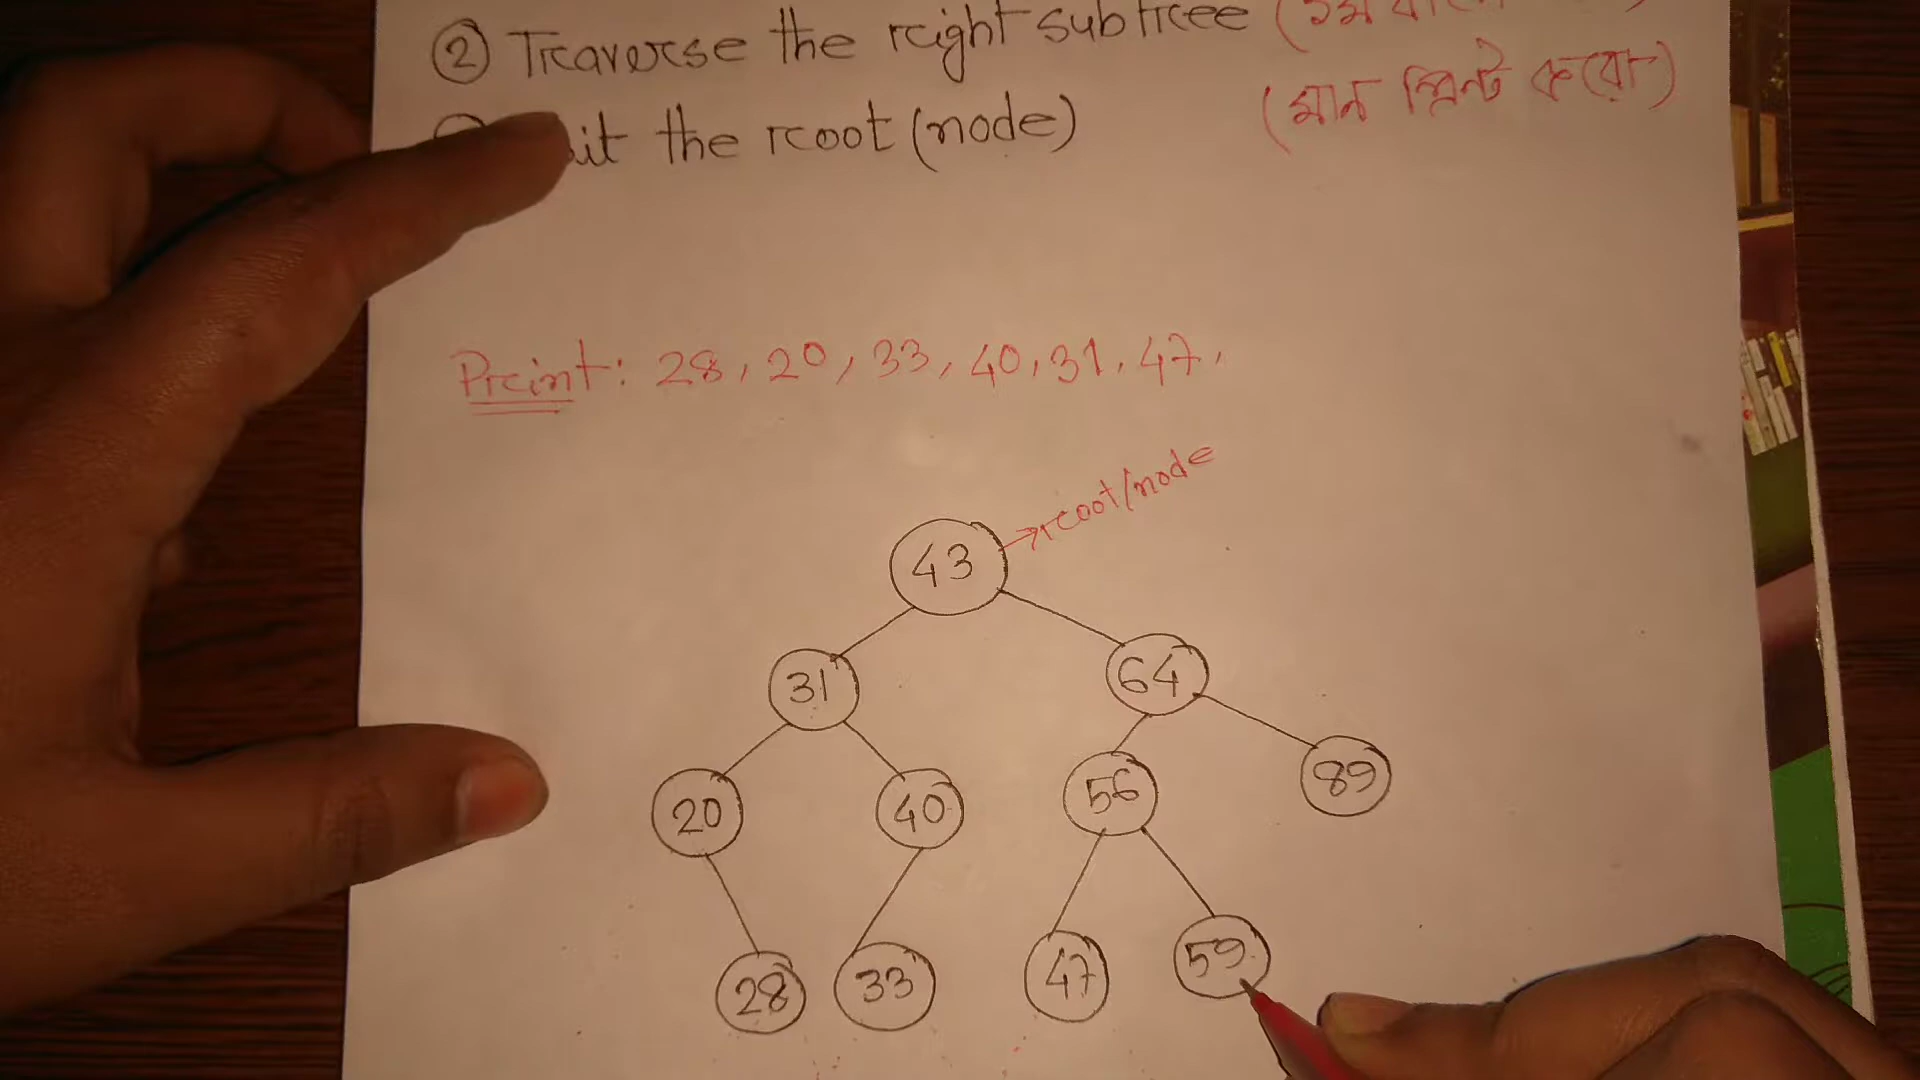 ② Traverse the right subtree (
it the root (node) (মান প্রিন্ট করো)
Print: 28, 20, 33, 40, 31, 47,
root/node
43
31 64
20 40 56 89
28 33 47 59